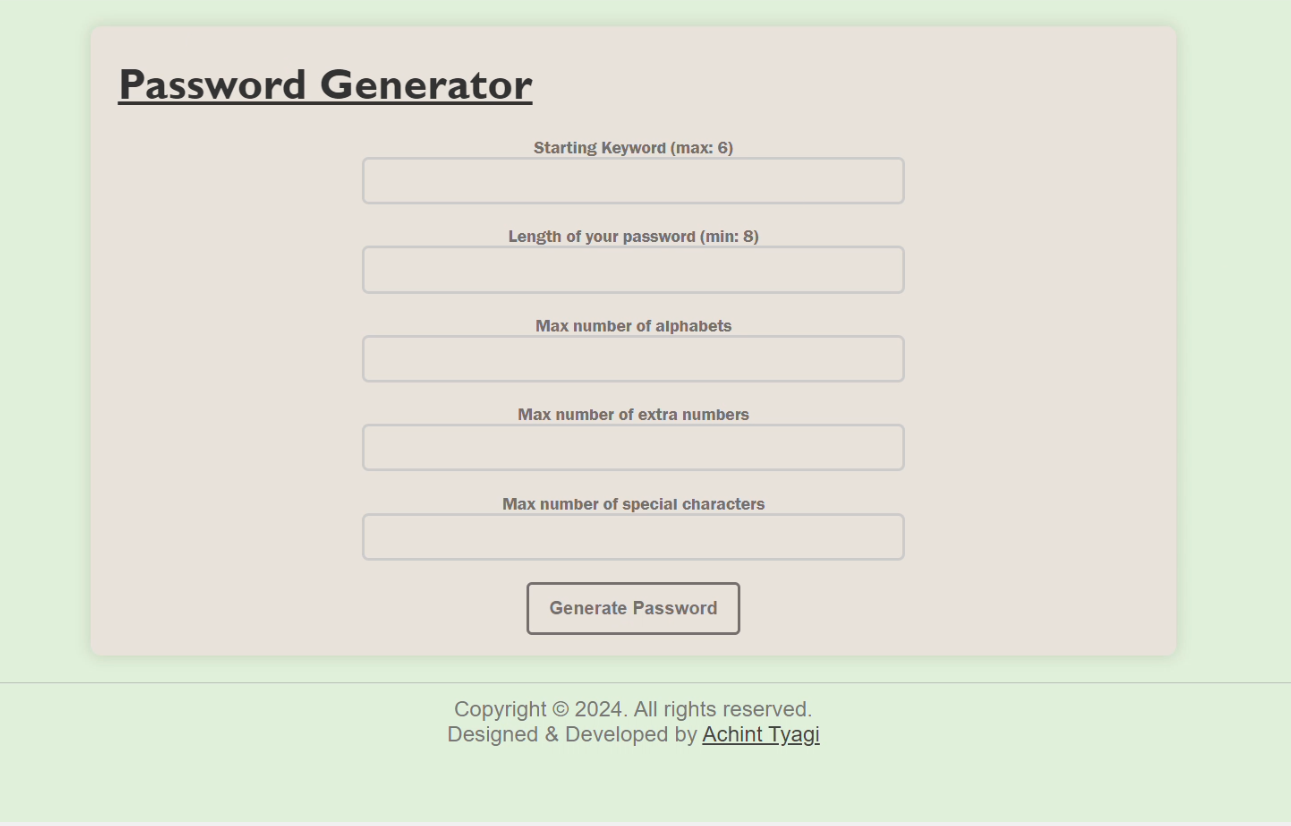 Password Generator
Starting Keyword (max: 6)
Length of your password (min: 8)
Max number of alphabets
Max number of extra numbers
Max number of special characters
Generate Password
Copyright © 2024. All rights reserved.
Designed & Developed by Achint Tyagi